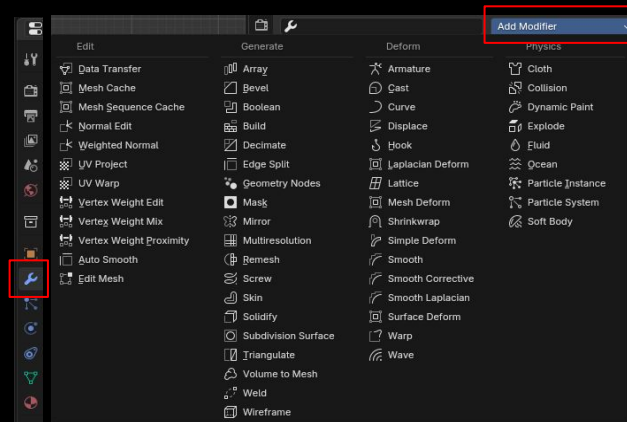 Add Modifier
Edit
Data Transfer
Mesh Cache
Mesh Sequence Cache
Normal Edit
Weighted Normal
UV Project
UV Warp
Vertex Weight Edit
Vertex Weight Mix
Vertex Weight Proximity
Auto Smooth
Edit Mesh
Generate
Array
Bevel
Boolean
Build
Decimate
Edge Split
Geometry Nodes
Mask
Mirror
Multiresolution
Remesh
Screw
Skin
Solidify
Subdivision Surface
Triangulate
Volume to Mesh
Weld
Wireframe
Deform
Armature
Cast
Curve
Displace
Hook
Laplacian Deform
Lattice
Mesh Deform
Shrinkwrap
Simple Deform
Smooth
Smooth Corrective
Smooth Laplacian
Surface Deform
Warp
Wave
Physics
Cloth
Collision
Dynamic Paint
Explode
Fluid
Ocean
Particle Instance
Particle System
Soft Body